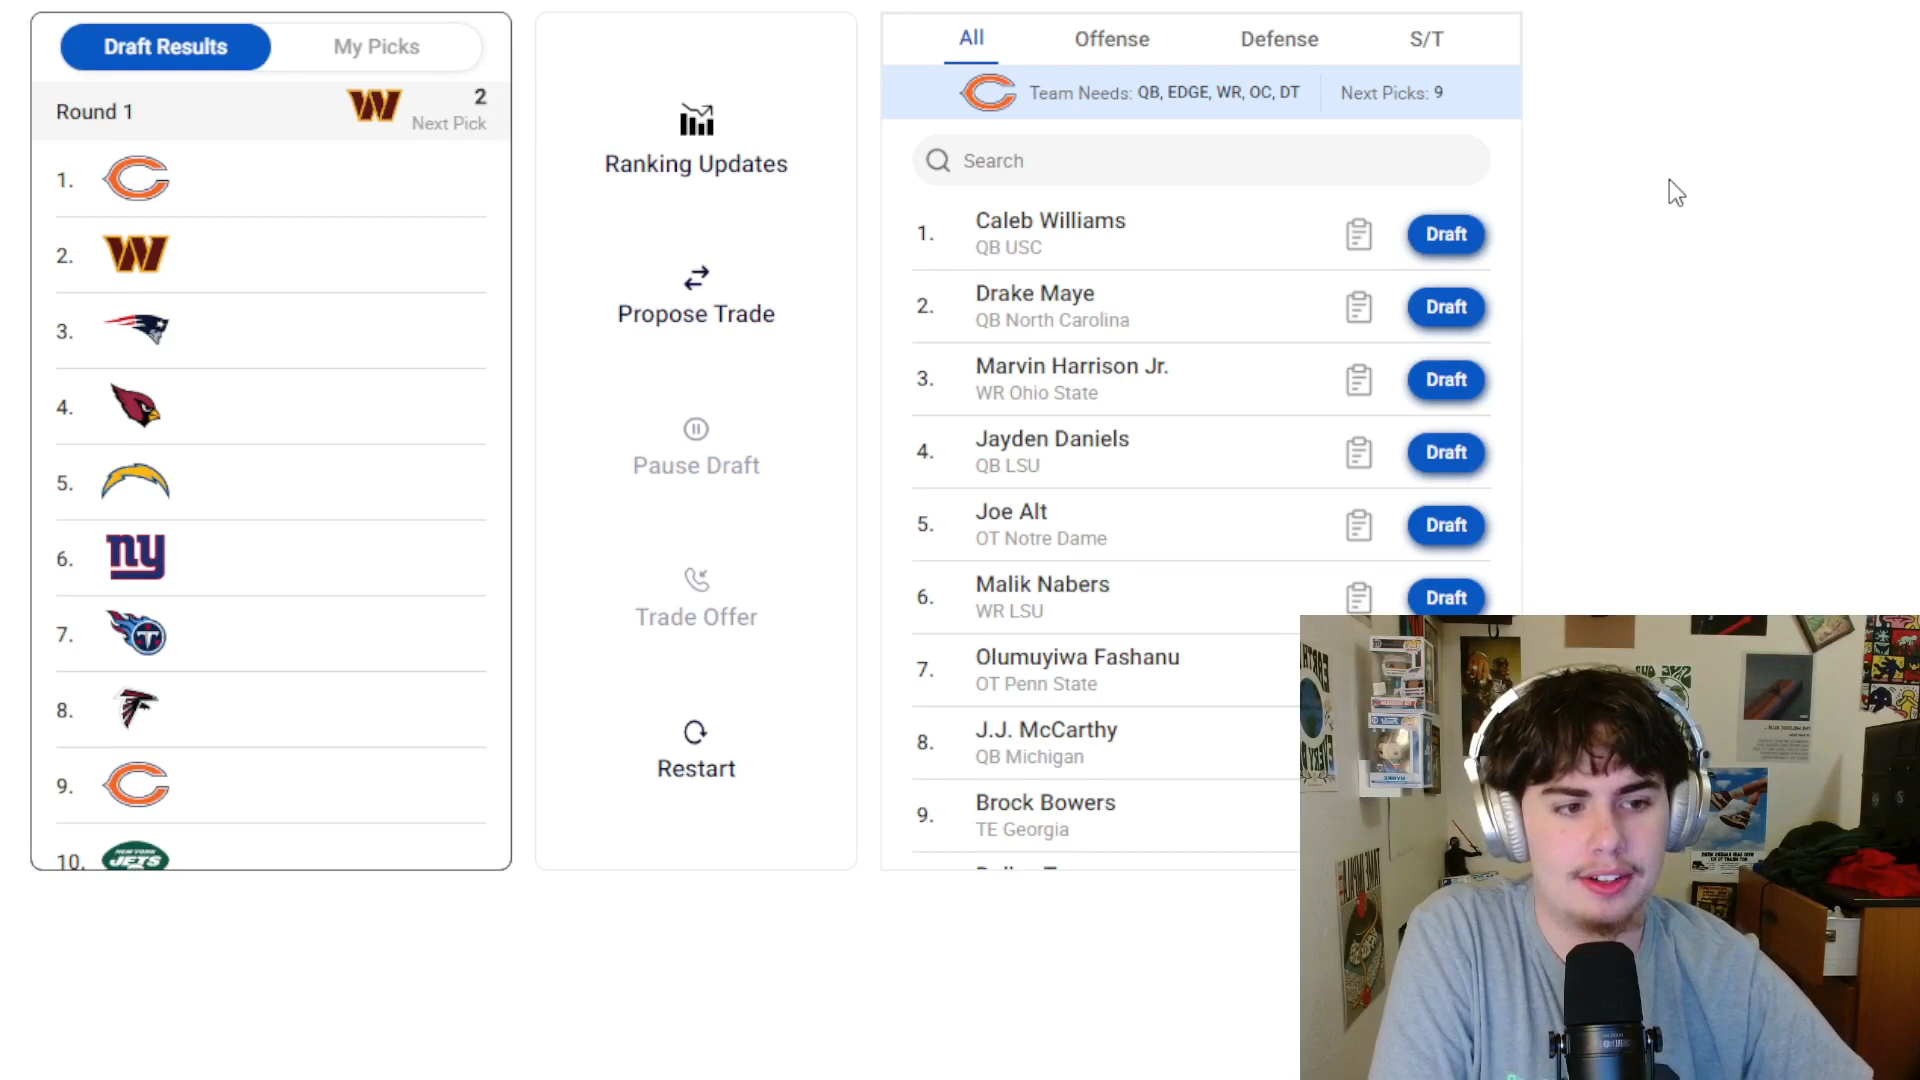 Draft Results
My Picks
Round 1
W
2
Next Pick
1.
2.
W
3.
4.
5.
6.
ny
7.
T
8.
9.
10.
NEW YORK
JETS
Ranking Updates
Propose Trade
Pause Draft
Trade Offer
Restart
All
Offense
Defense
S/T
Team Needs: QB, EDGE, WR, OC, DT
Next Picks: 9
Search
1.
Caleb Williams
QB USC
Draft
2.
Drake Maye
QB North Carolina
Draft
3.
Marvin Harrison Jr.
WR Ohio State
Draft
4.
Jayden Daniels
QB LSU
Draft
5.
Joe Alt
OT Notre Dame
Draft
6.
Malik Nabers
WR LSU
Draft
7.
Olumuyiwa Fashanu
OT Penn State
8.
J.J. McCarthy
QB Michigan
9.
Brock Bowers
TE Georgia